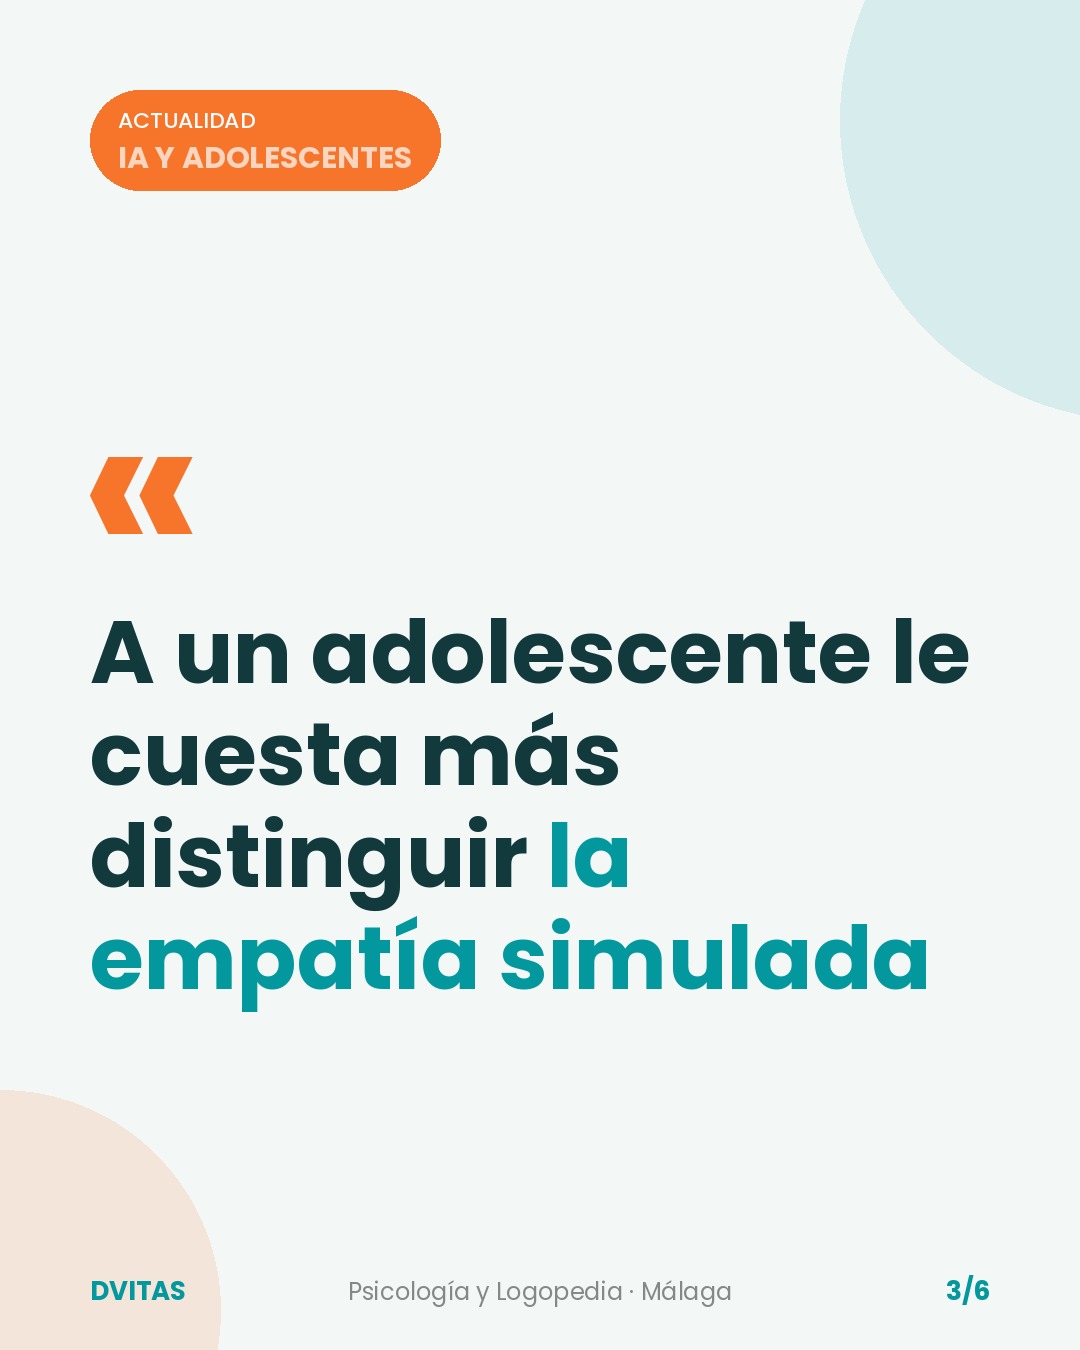 ACTUALIDAD
IA Y ADOLESCENTES
«
A un adolescente le
cuesta más
distinguir la
empatía simulada
DVITAS
Psicología y Logopedia · Málaga
3/6